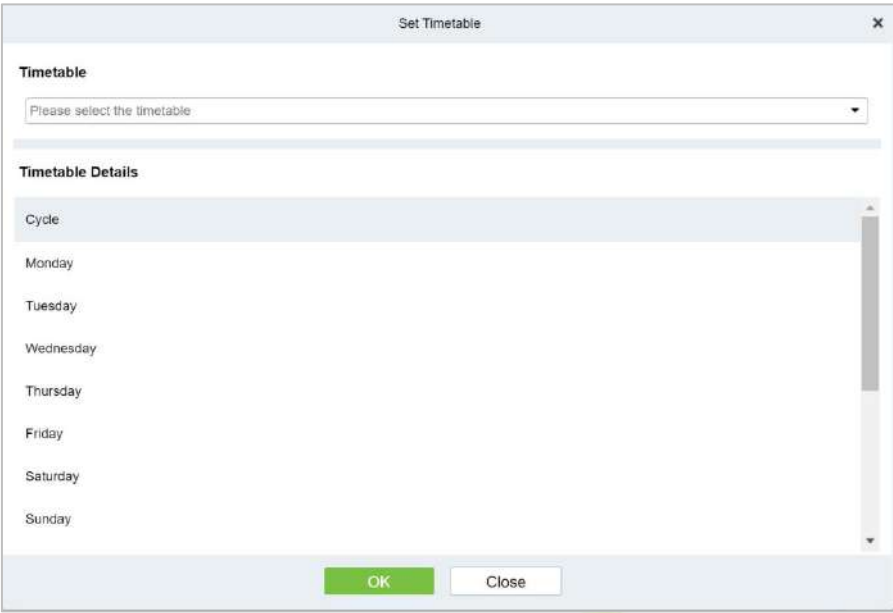 Set Timetable
Timetable
Please select the timetable
Timetable Details
Cycle
Monday
Tuesday
Wednesday
Thursday
Friday
Saturday
Sunday
OK Close